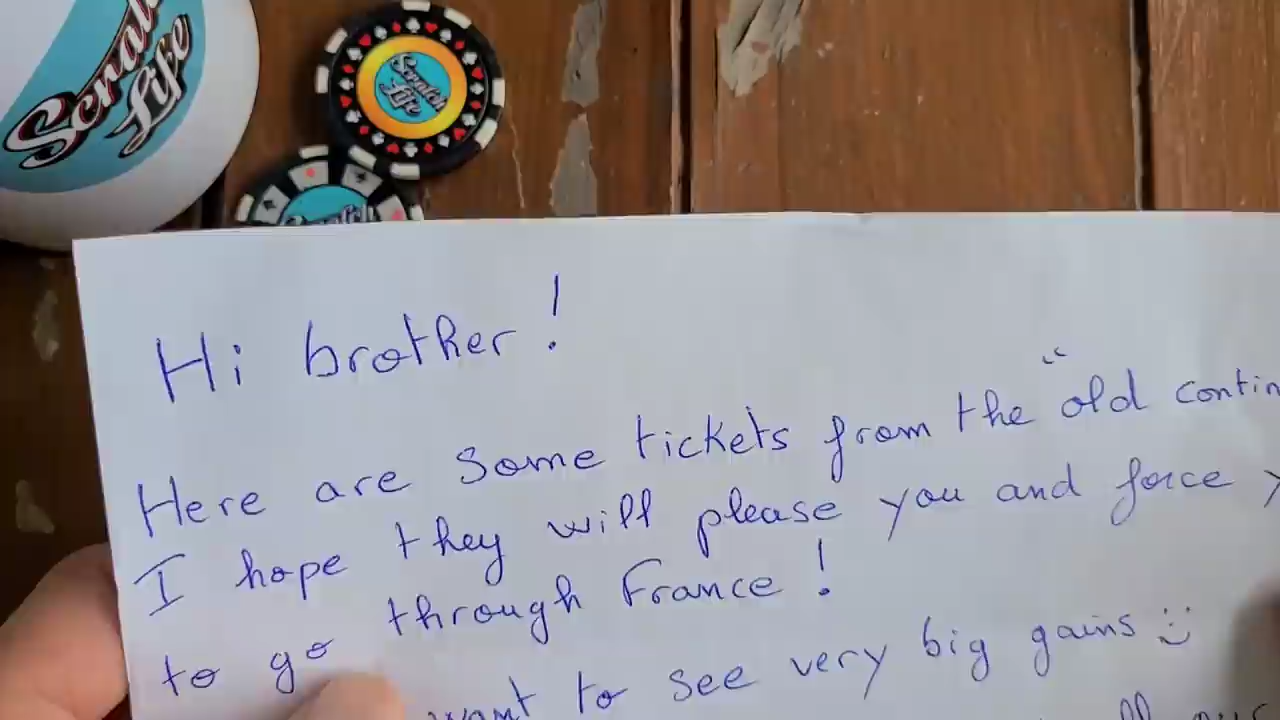 Scratch
Life
Scratch
Life
Scratch
Hi brother !
Here are some tickets from the "old contin
I hope they will please you and force y
to go through France !
want to see very big gains :)